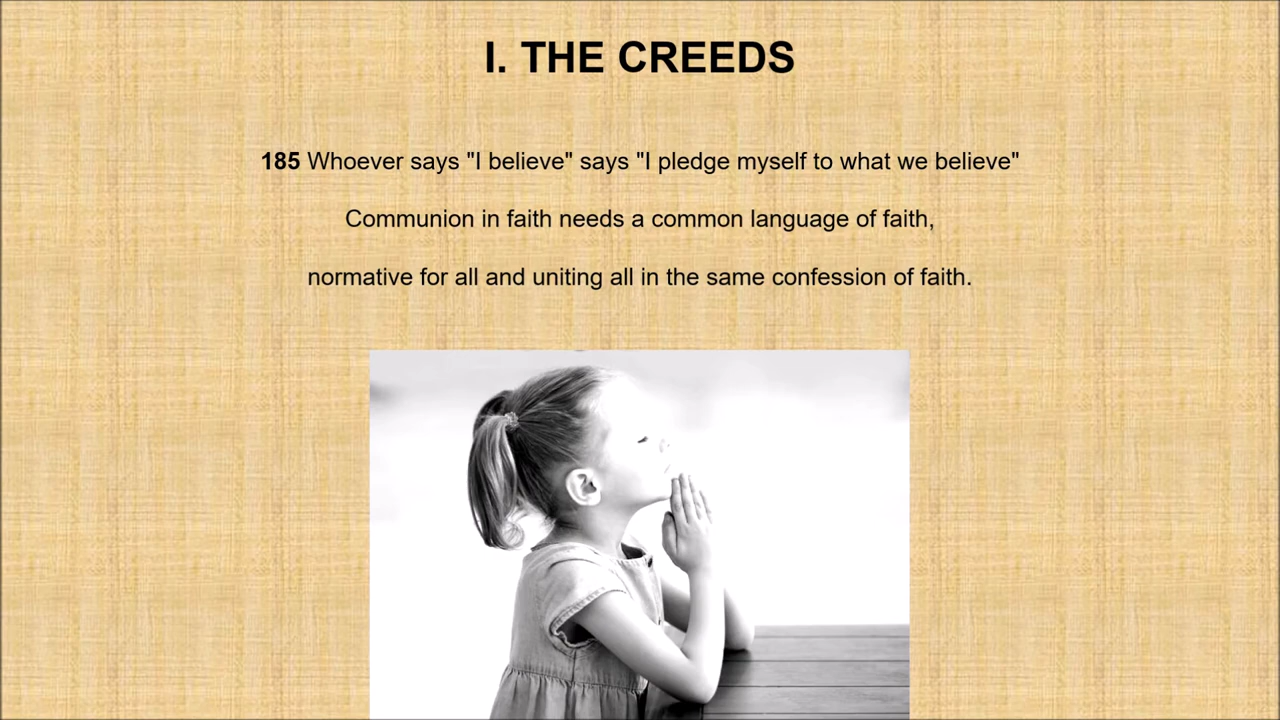 I. THE CREEDS
185 Whoever says "I believe" says "I pledge myself to what we believe"
Communion in faith needs a common language of faith,
normative for all and uniting all in the same confession of faith.